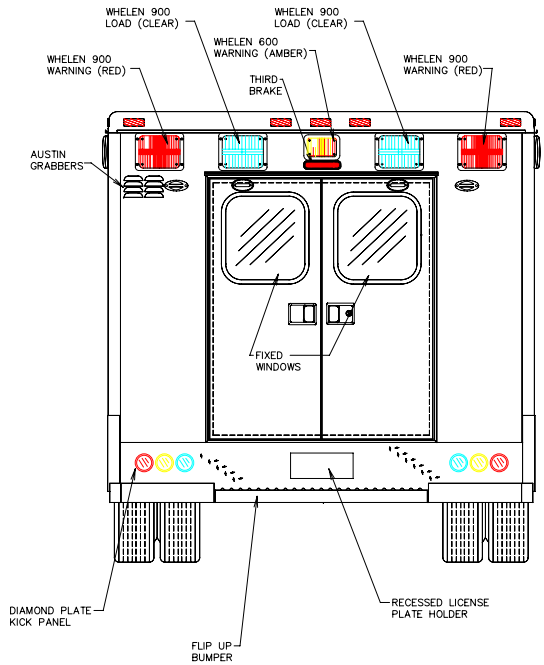 WHELEN 900
LOAD (CLEAR)
WHELEN 900
LOAD (CLEAR)
WHELEN 600
WARNING (AMBER)
WHELEN 900
WARNING (RED)
WHELEN 900
WARNING (RED)
THIRD
BRAKE
AUSTIN
GRABBERS
FIXED
WINDOWS
DIAMOND PLATE
KICK PANEL
RECESSED LICENSE
PLATE HOLDER
FLIP UP
BUMPER